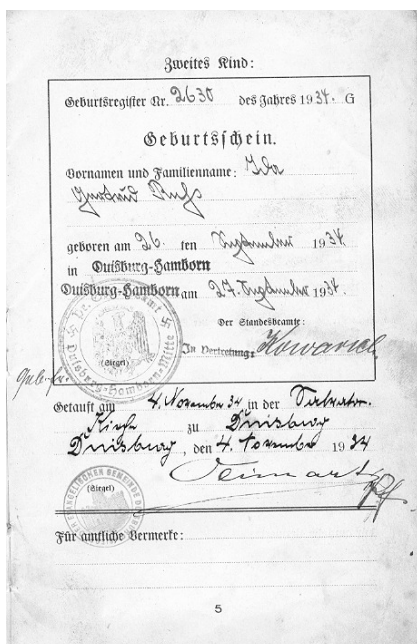 Zweites Kind:
Geburtsregister Nr. 2630 des Jahres 1934. G
Geburtsschein.
Vornamen und Familienname: Ida
Gertrud
geboren am 26. ten September 1934
in Duisburg-Hamborn
Duisburg-Hamborn am 27. September 1934.
Der Standesbeamte:
In Vertretung:
(Siegel)
Getauft am 4. November 34 in der Salvator-
Kirche zu Duisburg
Duisburg, den 4. November 1934
(Siegel)
Für amtliche Vermerke:
5